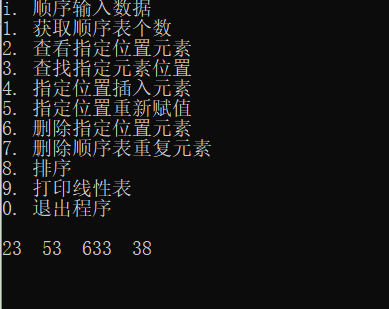 i. 顺序输入数据
1. 获取顺序表个数
2. 查看指定位置元素
3. 查找指定元素位置
4. 指定位置插入元素
5. 指定位置重新赋值
6. 删除指定位置元素
7. 删除顺序表重复元素
8. 排序
9. 打印线性表
0. 退出程序
23  53  633  38